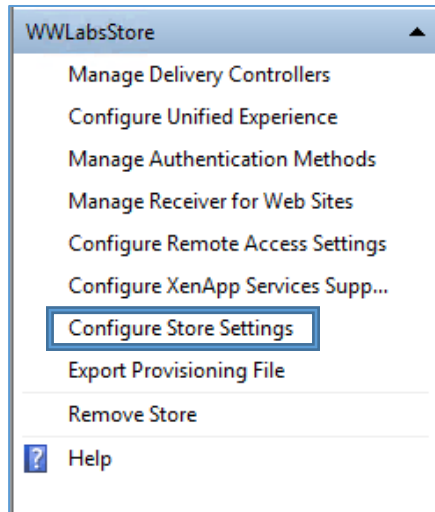 WWLabsStore
Manage Delivery Controllers
Configure Unified Experience
Manage Authentication Methods
Manage Receiver for Web Sites
Configure Remote Access Settings
Configure XenApp Services Supp...
Configure Store Settings
Export Provisioning File
Remove Store
? Help